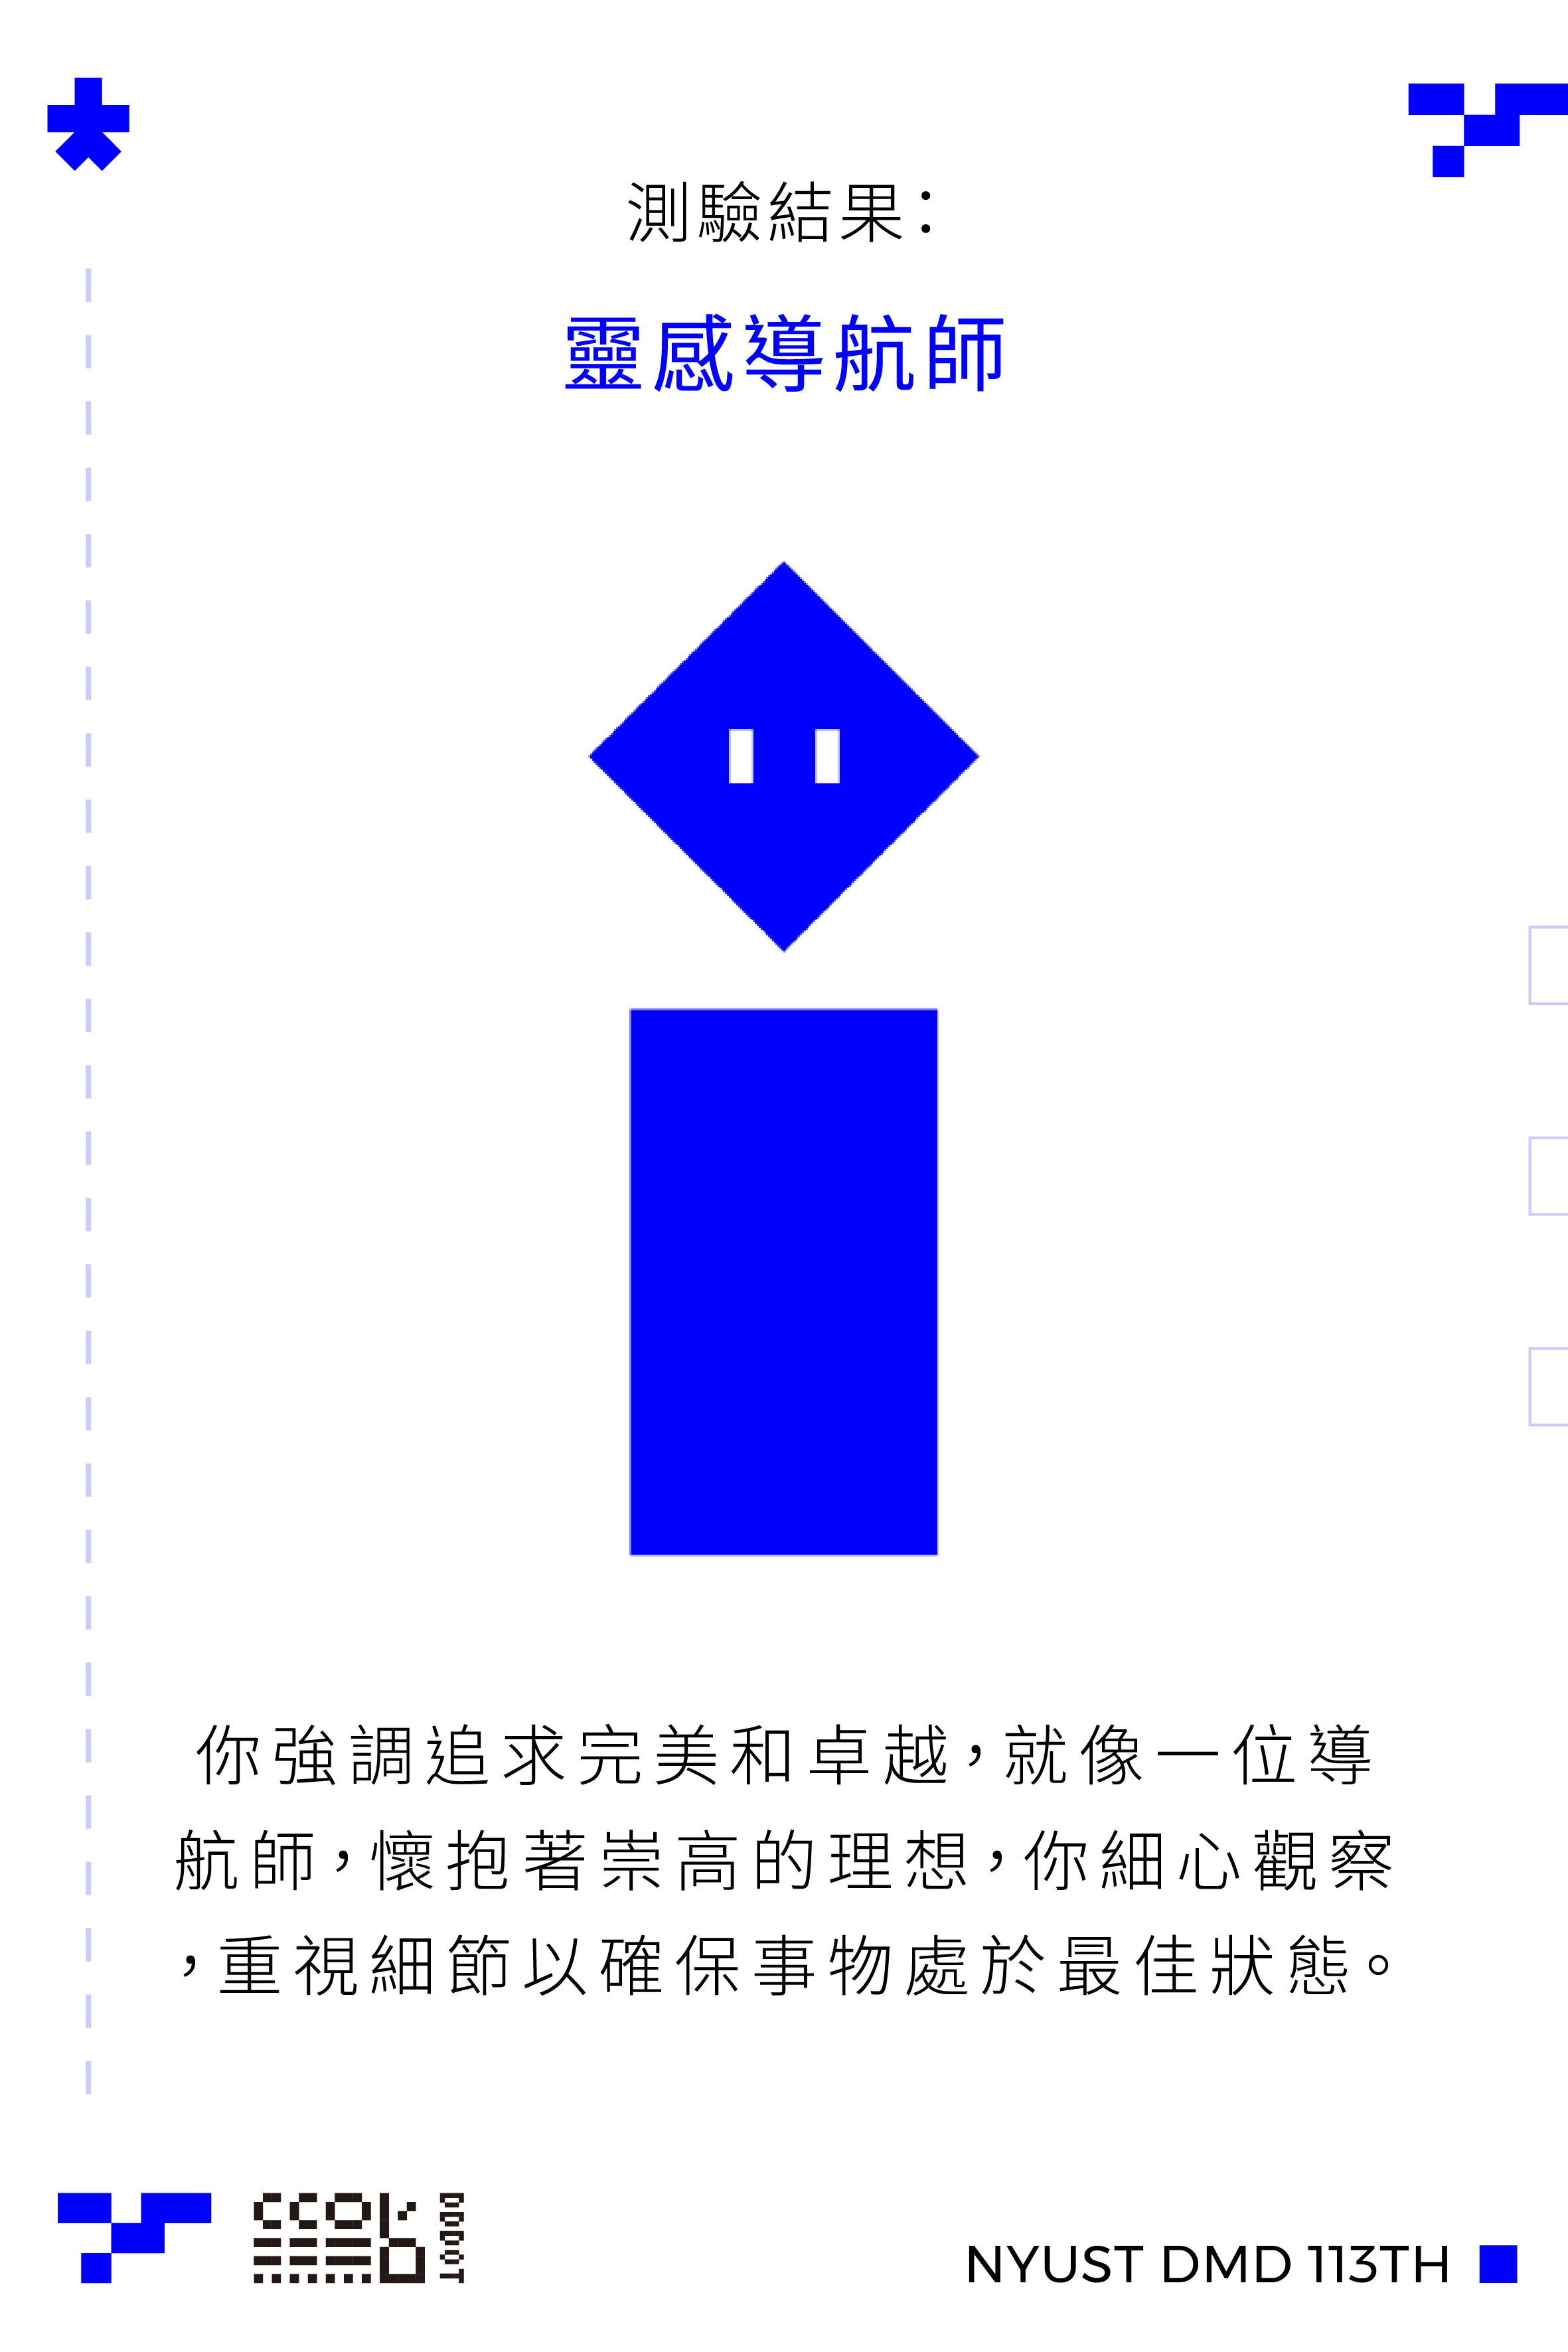 測驗結果：
靈感導航師
你強調追求完美和卓越，就像一位導
航師，懷抱著崇高的理想，你細心觀察
，重視細節以確保事物處於最佳狀態。
NYUST DMD 113TH